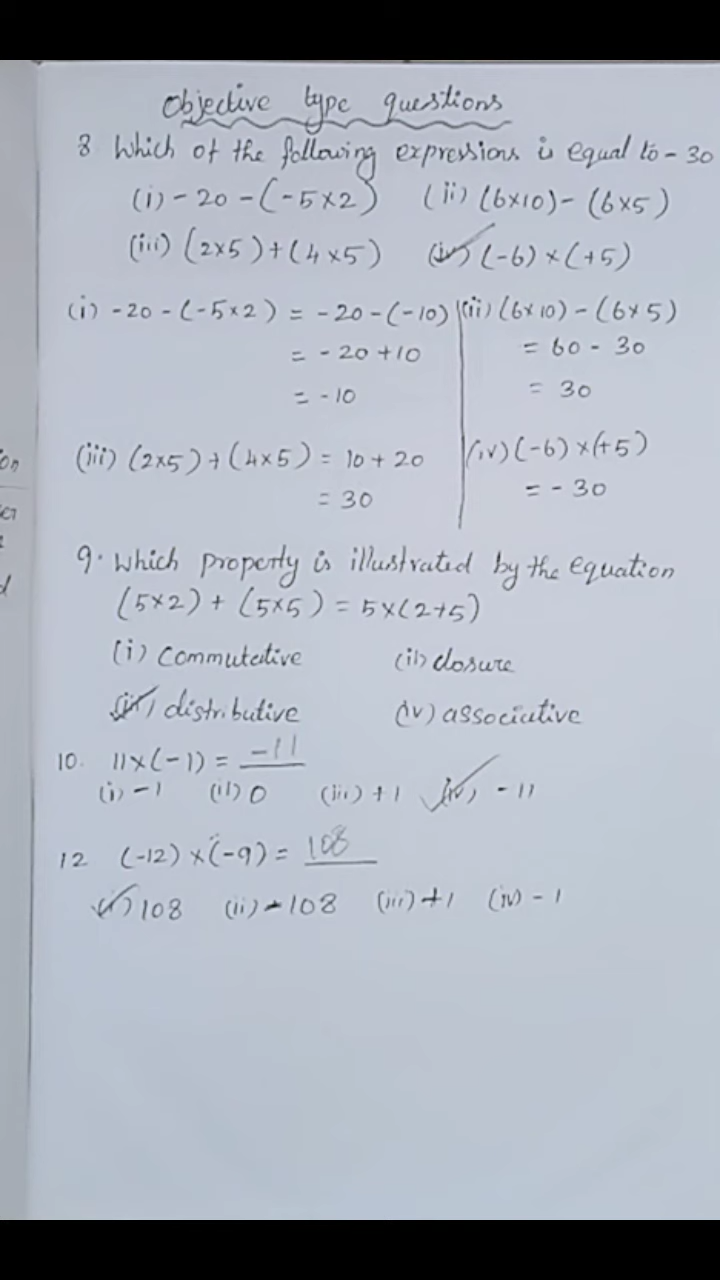 Objective type questions
8 Which of the following expressions is equal to - 30
(i) - 20 - (-5×2) (ii) (6×10) - (6×5)
(iii) (2×5) + (4×5) (iv) (-6) × (+5)
(i) -20 - (-5×2) = -20 - (-10)
= -20 +10
= -10
(ii) (6×10) - (6×5)
= 60 - 30
= 30
(iii) (2×5) + (4×5) = 10 + 20
= 30
(iv) (-6) × (+5)
= - 30
9. Which property is illustrated by the equation
(5×2) + (5×5) = 5×(2+5)
(i) commutative (ii) closure
(iii) distributive (iv) associative
10. 11×(-1) = -11
(i) -1 (ii) 0 (iii) +1 (iv) - 11
12 (-12) × (-9) = 108
(i) 108 (ii) -108 (iii) +1 (iv) - 1
on